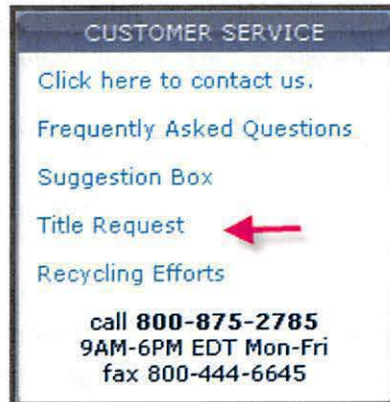 CUSTOMER SERVICE
Click here to contact us.
Frequently Asked Questions
Suggestion Box
Title Request
Recycling Efforts
call 800-875-2785
9AM-6PM EDT Mon-Fri
fax 800-444-6645